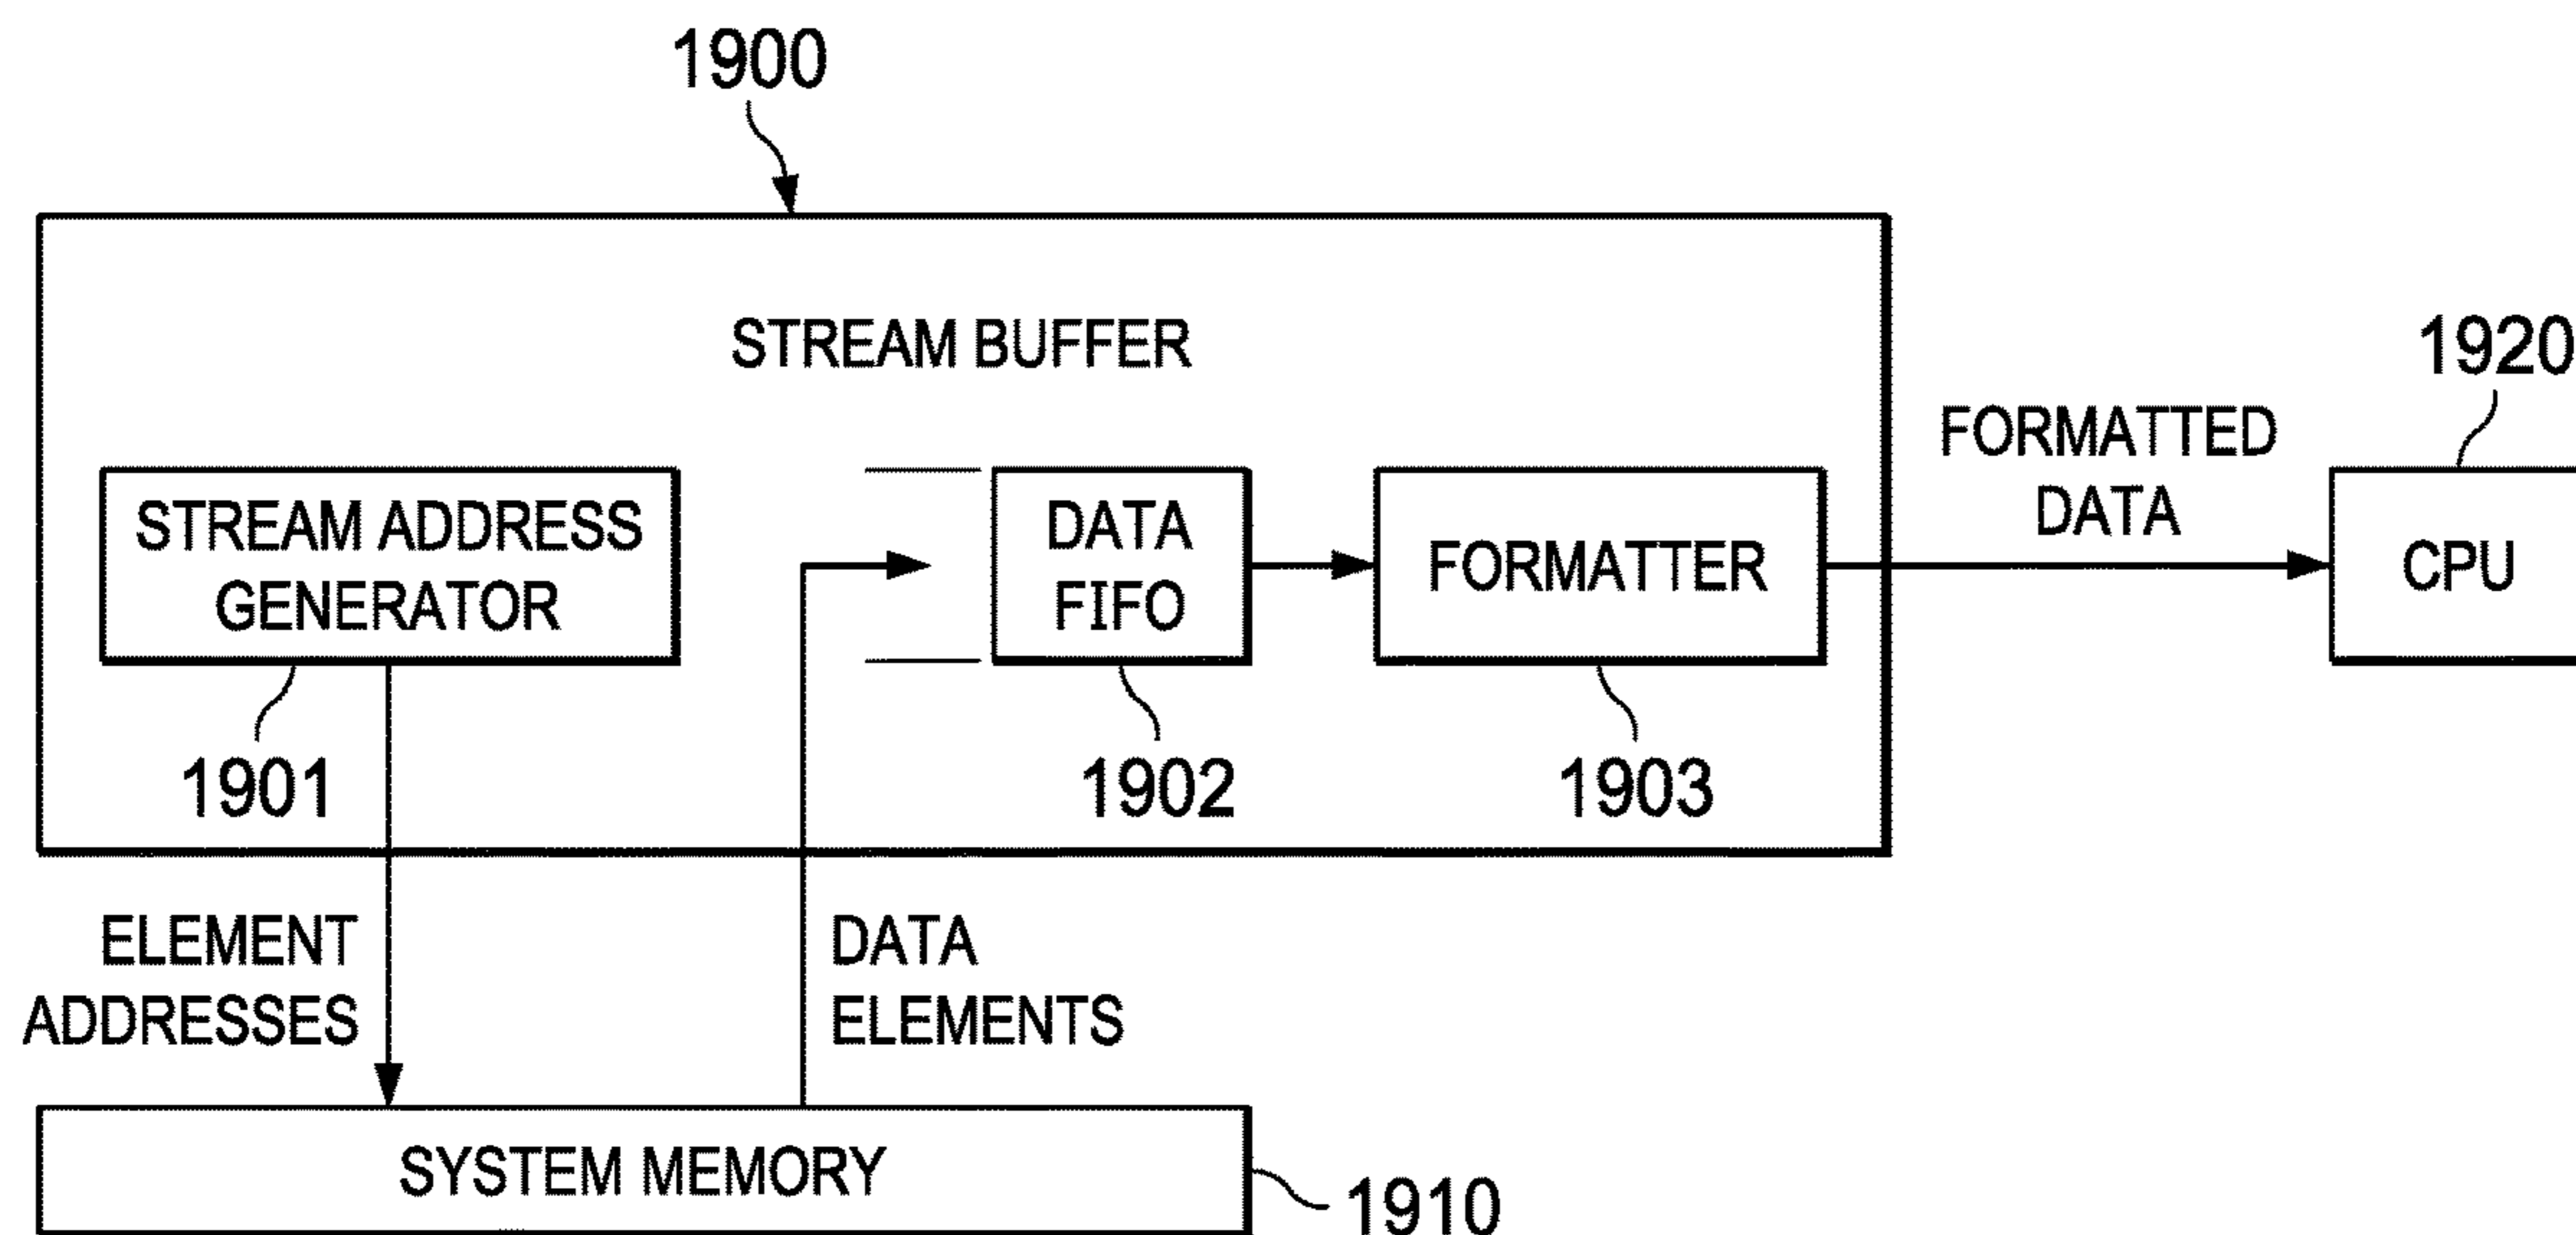 1900
STREAM BUFFER
1920
FORMATTED
DATA
STREAM ADDRESS
GENERATOR
DATA
FIFO
FORMATTER
CPU
1901
1902
1903
ELEMENT
ADDRESSES
DATA
ELEMENTS
SYSTEM MEMORY
1910